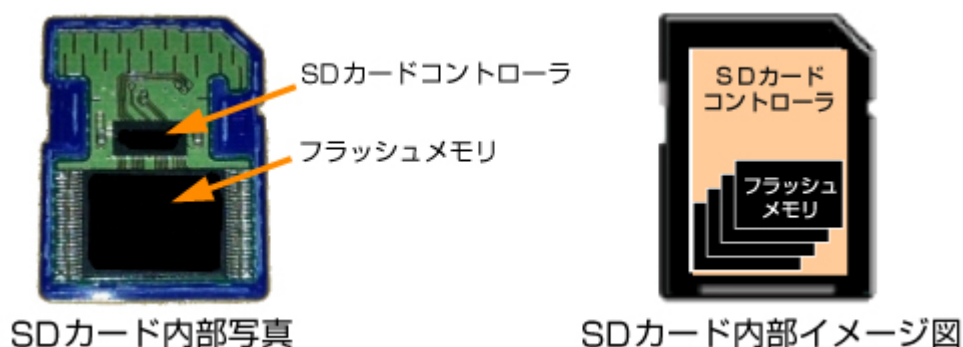 SDカードコントローラ
フラッシュメモリ
SDカード内部写真
SDカード
コントローラ
フラッシュ
メモリ
SDカード内部イメージ図